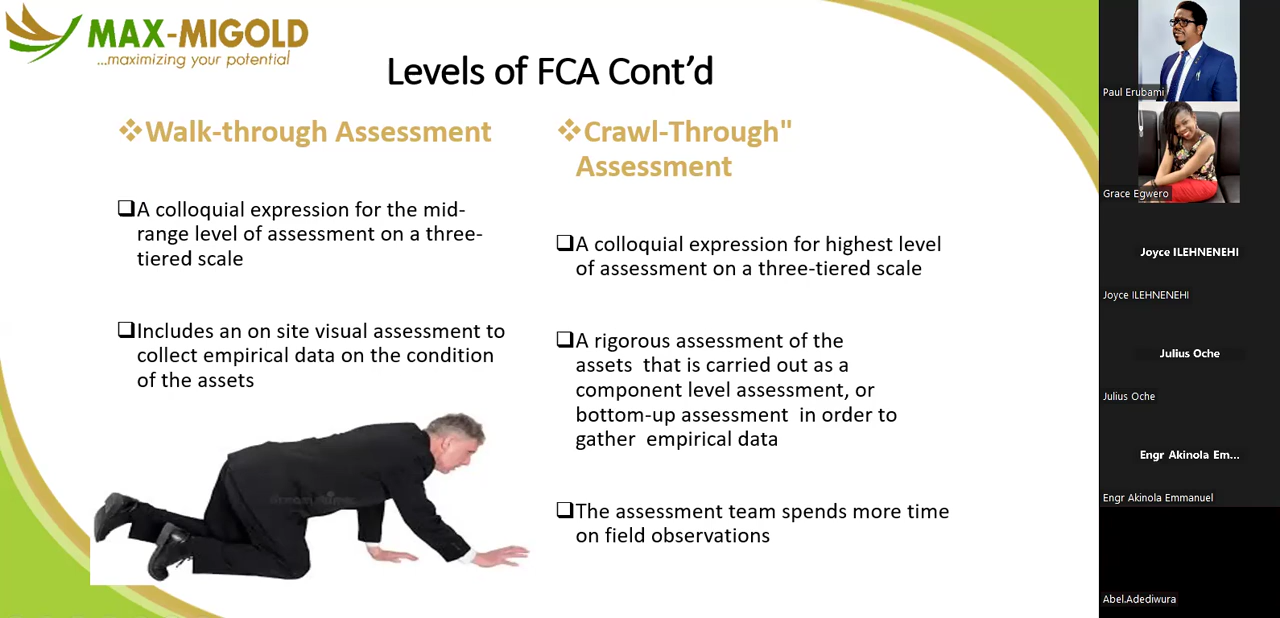 MAX-MIGOLD
...maximizing your potential
Levels of FCA Cont’d
❖Walk-through Assessment
❑A colloquial expression for the mid-
range level of assessment on a three-
tiered scale
❑Includes an on site visual assessment to
collect empirical data on the condition
of the assets
❖Crawl-Through"
Assessment
❑A colloquial expression for highest level
of assessment on a three-tiered scale
❑A rigorous assessment of the
assets  that is carried out as a
component level assessment, or
bottom-up assessment  in order to
gather  empirical data
❑The assessment team spends more time
on field observations
Paul Erubami
Grace Egwero
Joyce ILEHNENEHI
Joyce ILEHNENEHI
Julius Oche
Julius Oche
Engr Akinola Em...
Engr Akinola Emmanuel
Abel.Adediwura